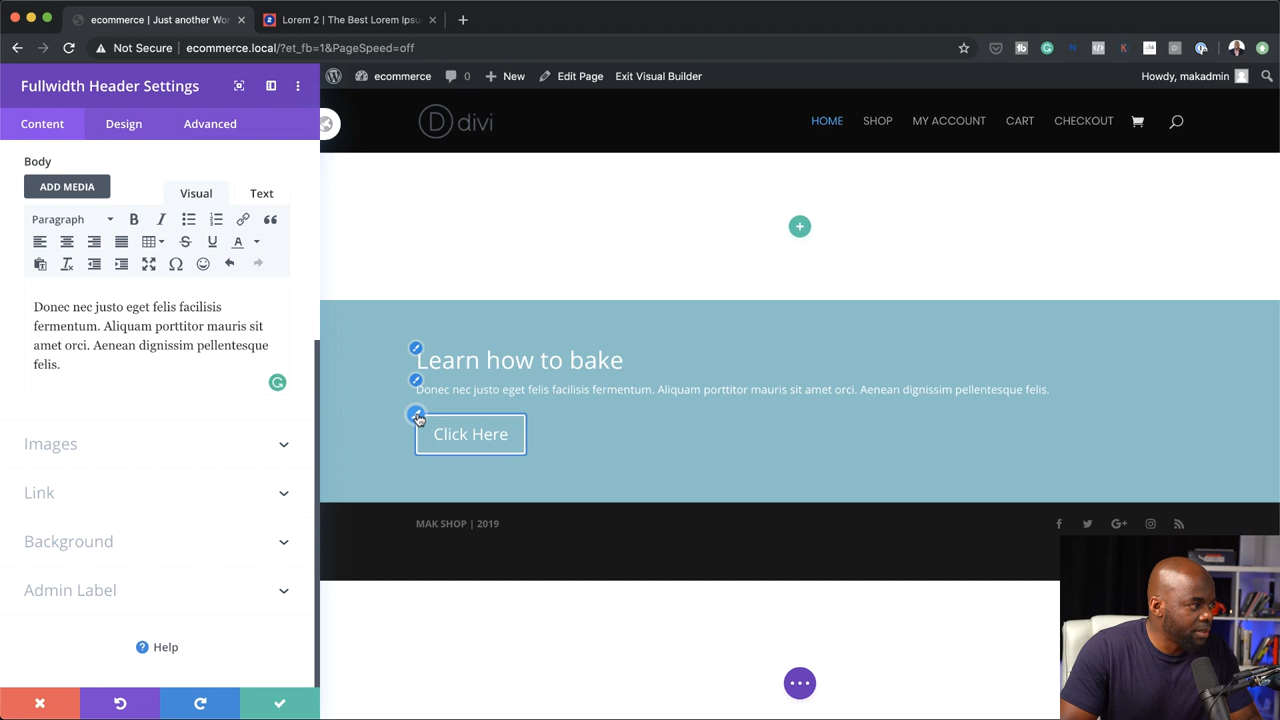 ecommerce | Just another Wor
Lorem 2 | The Best Lorem Ipsu
Not Secure
ecommerce.local/?et_fb=1&PageSpeed=off
ecommerce
0
New
Edit Page
Exit Visual Builder
Howdy, makadmin
Fullwidth Header Settings
Content
Design
Advanced
Body
ADD MEDIA
Visual
Text
Paragraph
Donec nec justo eget felis facilisis
fermentum. Aliquam porttitor mauris sit
amet orci. Aenean dignissim pellentesque
felis.
Images
Link
Background
Admin Label
Help
D divi
HOME
SHOP
MY ACCOUNT
CART
CHECKOUT
Learn how to bake
Donec nec justo eget felis facilisis fermentum. Aliquam porttitor mauris sit amet orci. Aenean dignissim pellentesque felis.
Click Here
MAK SHOP | 2019